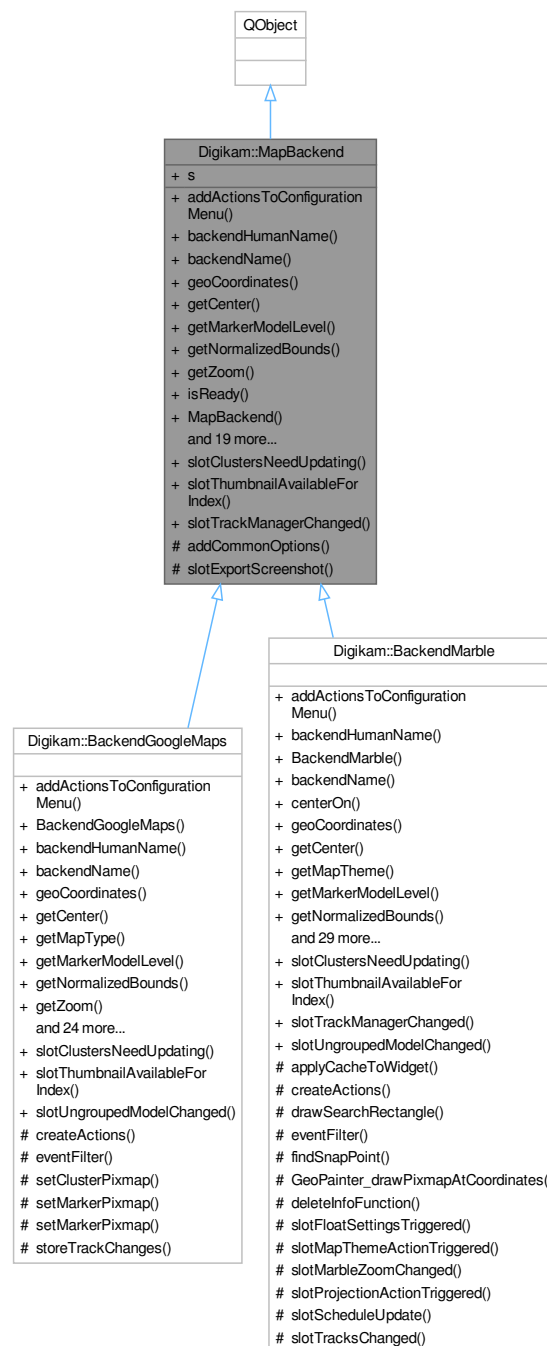 QObject
Digikam::MapBackend
+ s
+ addActionsToConfiguration
Menu()
+ backendHumanName()
+ backendName()
+ geoCoordinates()
+ getCenter()
+ getMarkerModelLevel()
+ getNormalizedBounds()
+ getZoom()
+ isReady()
+ MapBackend()
and 19 more...
+ slotClustersNeedUpdating()
+ slotThumbnailAvailableFor
Index()
+ slotTrackManagerChanged()
# addCommonOptions()
# slotExportScreenshot()
Digikam::BackendGoogleMaps
+ addActionsToConfiguration
Menu()
+ BackendGoogleMaps()
+ backendHumanName()
+ backendName()
+ geoCoordinates()
+ getCenter()
+ getMapType()
+ getMarkerModelLevel()
+ getNormalizedBounds()
+ getZoom()
and 24 more...
+ slotClustersNeedUpdating()
+ slotThumbnailAvailableFor
Index()
+ slotUngroupedModelChanged()
# createActions()
# eventFilter()
# setClusterPixmap()
# setMarkerPixmap()
# setMarkerPixmap()
# storeTrackChanges()
Digikam::BackendMarble
+ addActionsToConfiguration
Menu()
+ backendHumanName()
+ BackendMarble()
+ backendName()
+ centerOn()
+ geoCoordinates()
+ getCenter()
+ getMapTheme()
+ getMarkerModelLevel()
+ getNormalizedBounds()
and 29 more...
+ slotClustersNeedUpdating()
+ slotThumbnailAvailableFor
Index()
+ slotTrackManagerChanged()
+ slotUngroupedModelChanged()
# applyCacheToWidget()
# createActions()
# drawSearchRectangle()
# eventFilter()
# findSnapPoint()
# GeoPainter_drawPixmapAtCoordinates(
# deleteInfoFunction()
# slotFloatSettingsTriggered()
# slotMapThemeActionTriggered()
# slotMarbleZoomChanged()
# slotProjectionActionTriggered()
# slotScheduleUpdate()
# slotTracksChanged()